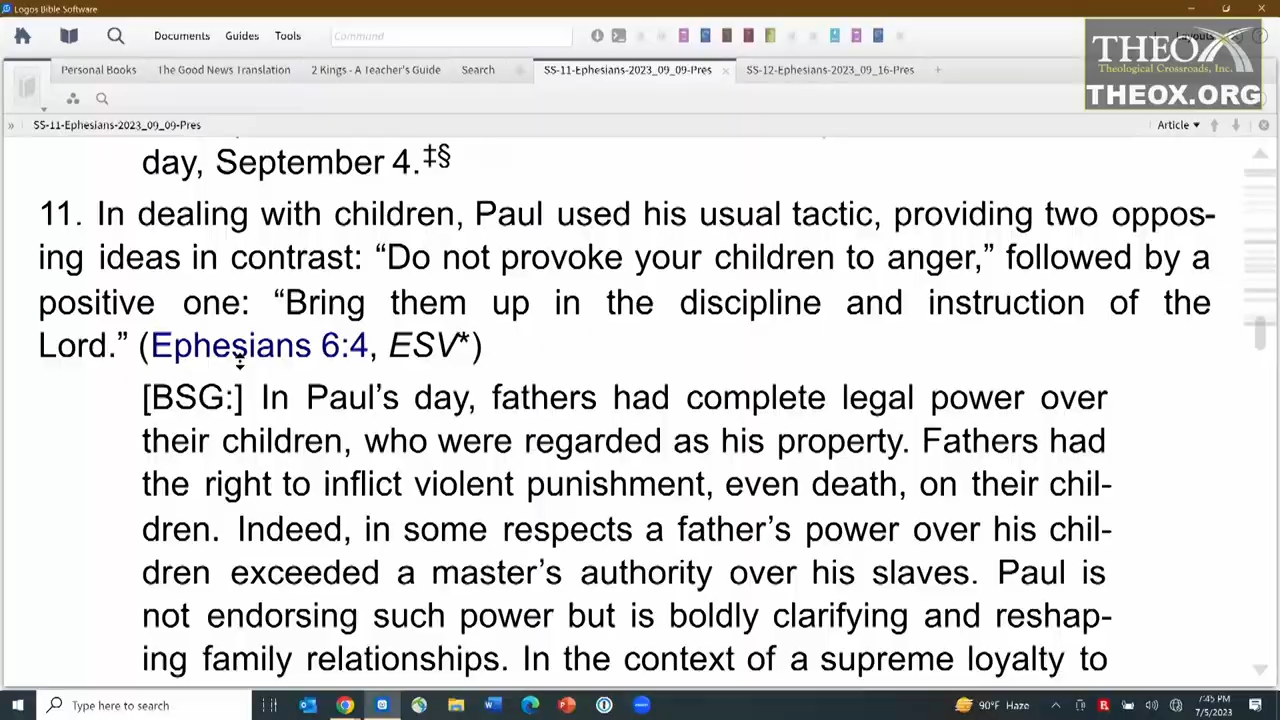 Logos Bible Software
Documents Guides Tools Command Layouts
THEOX
Theological Crossroads, Inc.
THEOX.ORG
Personal Books The Good News Translation 2 Kings - A Teacher's Guide SS-11-Ephesians-2023_09_09-Pres SS-12-Ephesians-2023_09_16-Pres
SS-11-Ephesians-2023_09_09-Pres Article
day, September 4.‡§
11. In dealing with children, Paul used his usual tactic, providing two oppos-
ing ideas in contrast: “Do not provoke your children to anger,” followed by a
positive one: “Bring them up in the discipline and instruction of the
Lord.” (Ephesians 6:4, ESV*)
[BSG:] In Paul’s day, fathers had complete legal power over
their children, who were regarded as his property. Fathers had
the right to inflict violent punishment, even death, on their chil-
dren. Indeed, in some respects a father’s power over his chil-
dren exceeded a master’s authority over his slaves. Paul is
not endorsing such power but is boldly clarifying and reshap-
ing family relationships. In the context of a supreme loyalty to
Type here to search 90°F Haze 7:45 PM
7/5/2023